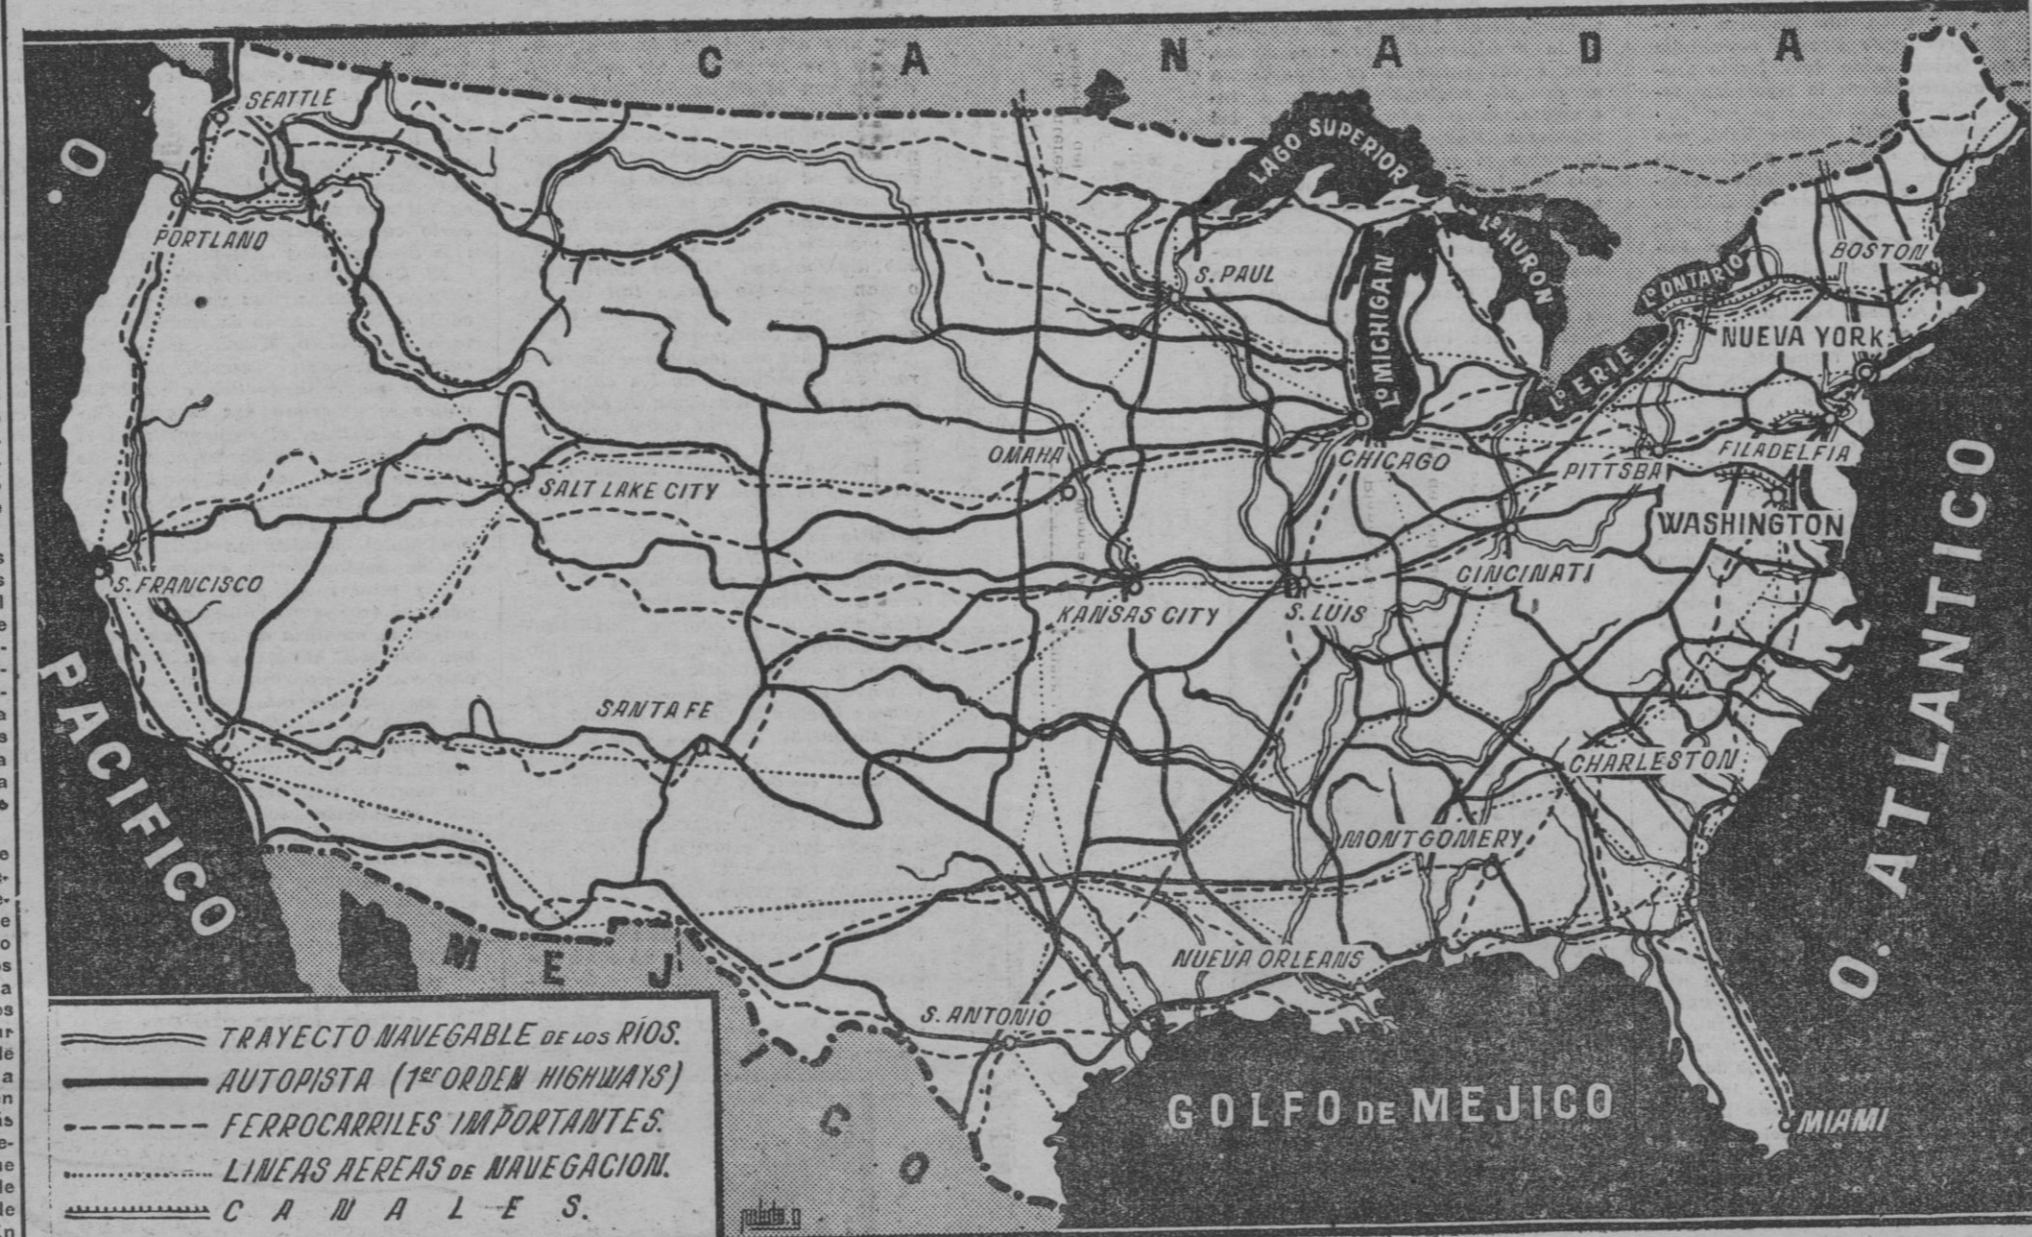 C A N A D A
SEATTLE
LAGO SUPERIOR
O. PACIFICO
PORTLAND
Lº HURON
BOSTON
S. PAUL
Lº ONTARIO
Lº MICHIGAN
NUEVA YORK
Lº ERIE
OMAHA
CHICAGO
FILADELFIA
PITTSBA
SALT LAKE CITY
WASHINGTON
O. ATLANTICO
S. FRANCISCO
CINCINATI
KANSAS CITY
S. LUIS
SANTA FE
CHARLESTON
MONTGOMERY
NUEVA ORLEANS
M E J I C O
S. ANTONIO
GOLFO DE MEJICO
MIAMI
TRAYECTO NAVEGABLE DE LOS RÍOS.
AUTOPISTA (1er ORDEN HIGHWAYS)
FERROCARRILES IMPORTANTES.
LINEAS AEREAS DE NAVEGACION.
CANALES.